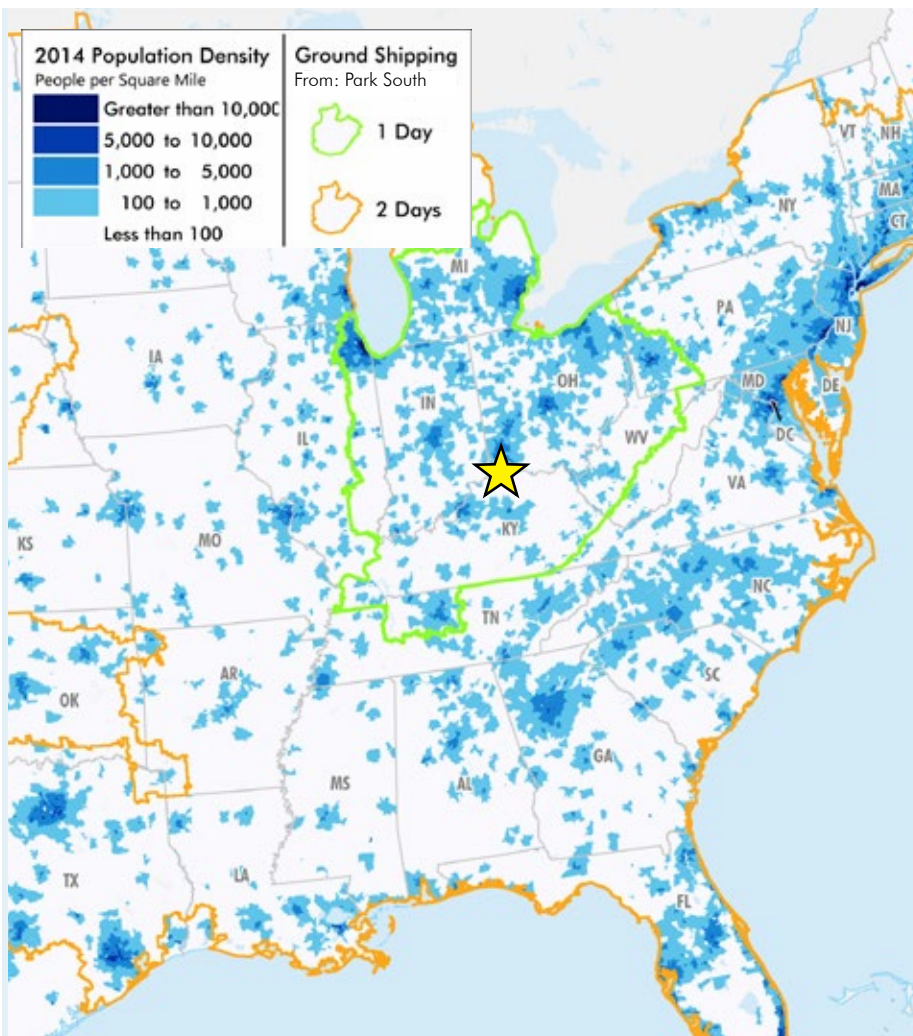 2014 Population Density
People per Square Mile
Greater than 10,000
5,000 to 10,000
1,000 to 5,000
100 to 1,000
Less than 100
Ground Shipping
From: Park South
1 Day
2 Days
VT
NH
MA
NY
CT
MI
PA
NJ
IA
OH
MD
DE
IN
IL
WV
DC
VA
KS
MO
KY
NC
TN
AR
OK
SC
MS
AL
GA
TX
LA
FL